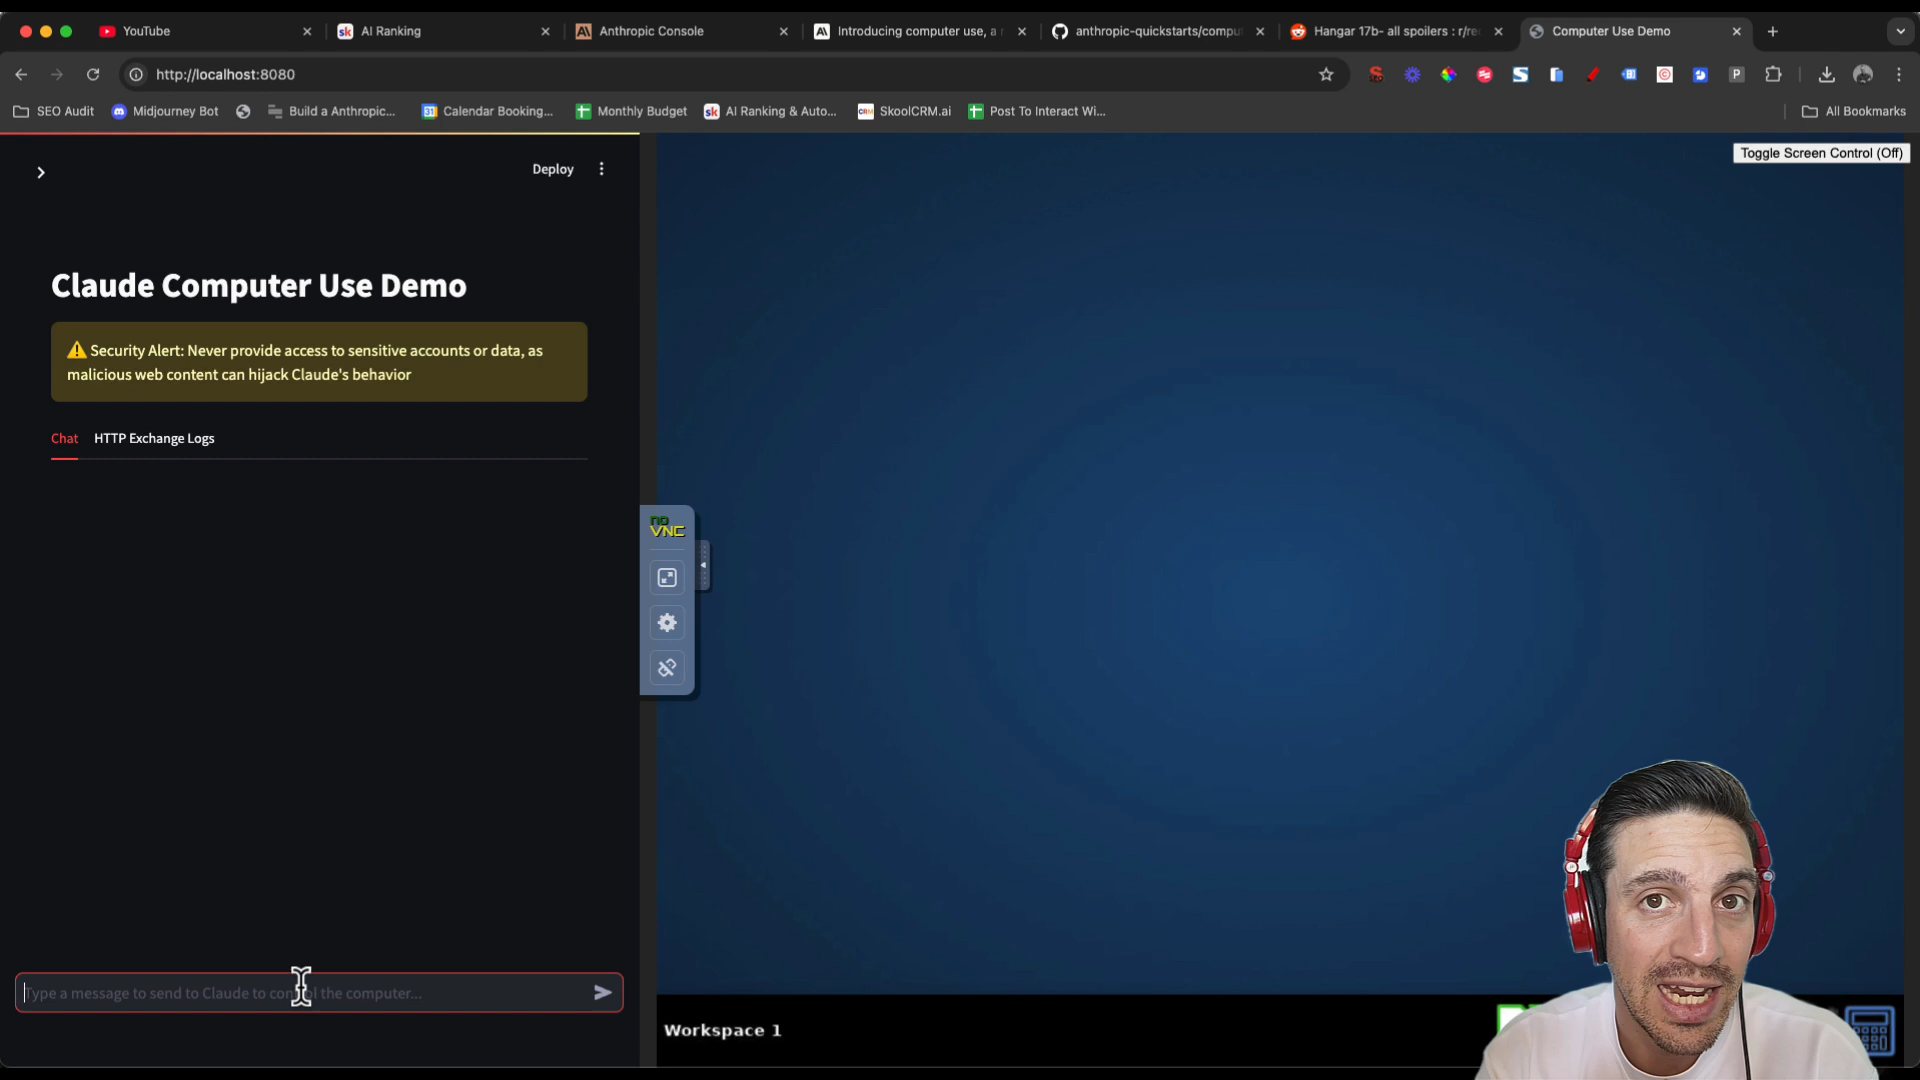 YouTube
AI Ranking
Anthropic Console
Introducing computer use, a
anthropic-quickstarts/compu
Hangar 17b- all spoilers : r/re
Computer Use Demo
http://localhost:8080
SEO Audit
Midjourney Bot
Build a Anthropic...
Calendar Booking...
Monthly Budget
AI Ranking & Auto...
SkoolCRM.ai
Post To Interact Wi...
All Bookmarks
Deploy
Toggle Screen Control (Off)
Claude Computer Use Demo
Security Alert: Never provide access to sensitive accounts or data, as
malicious web content can hijack Claude's behavior
Chat
HTTP Exchange Logs
no
VNC
Type a message to send to Claude to control the computer...
Workspace 1